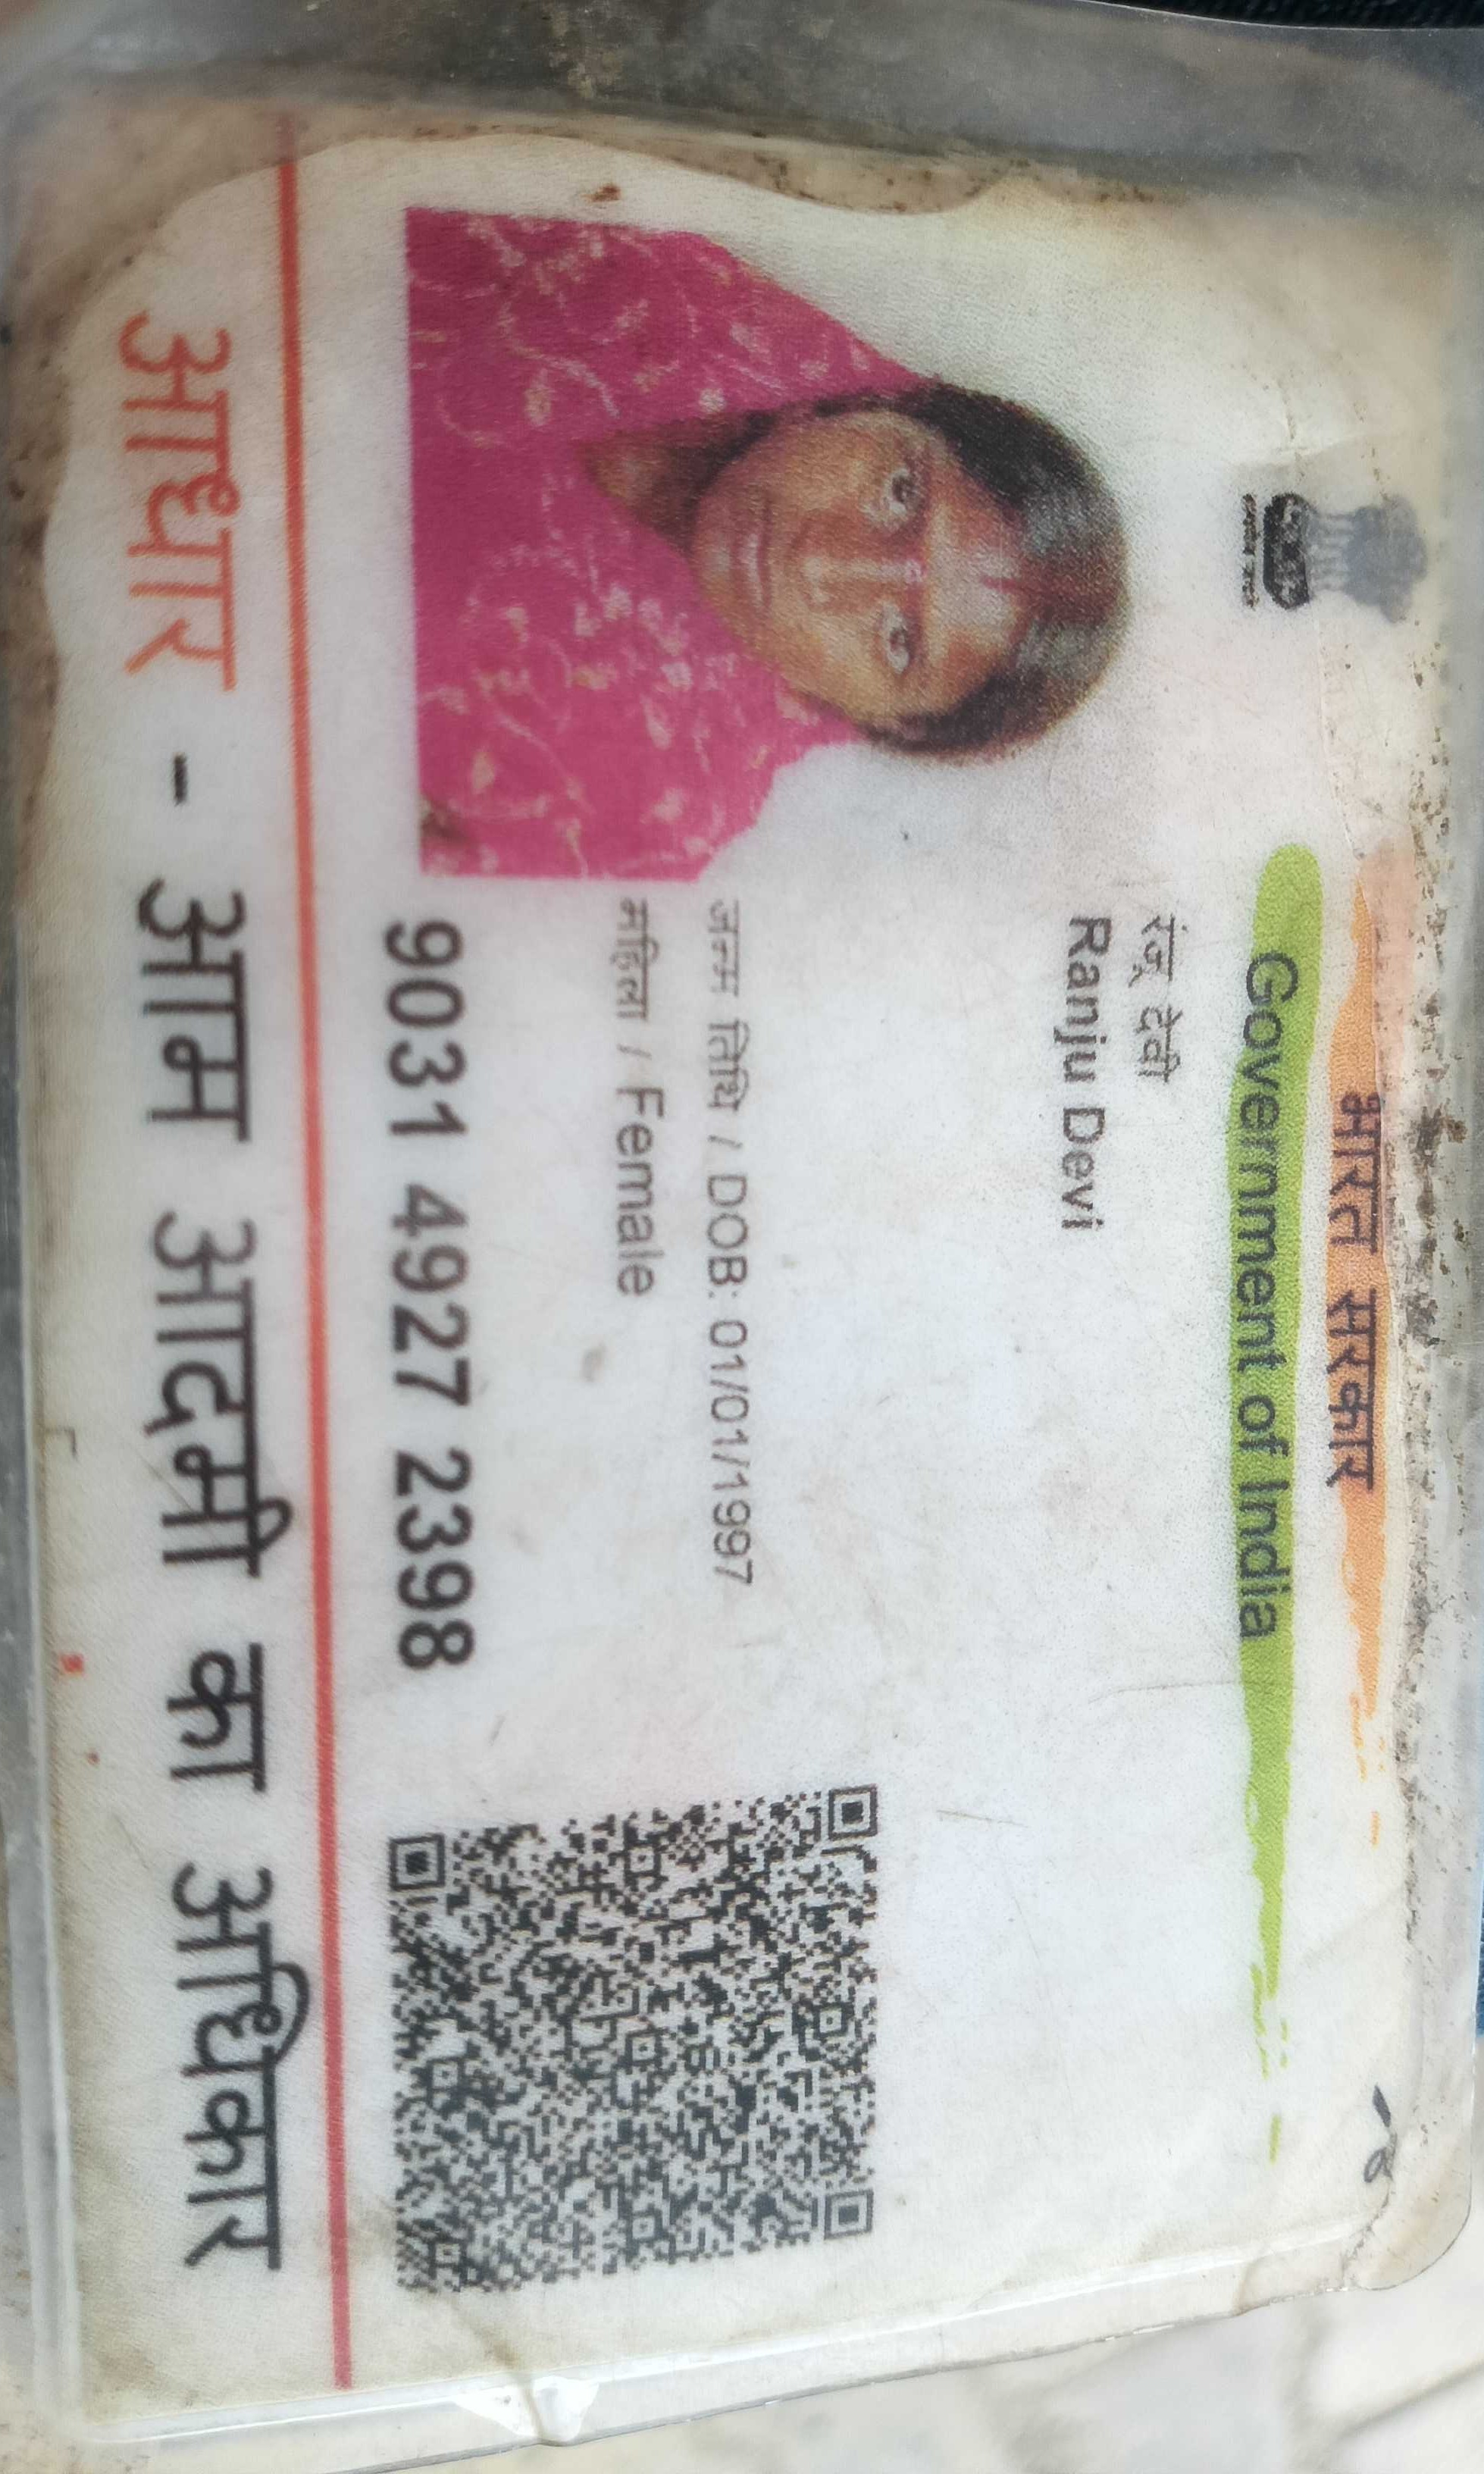 भारत सरकार
Government of India
रंजू देवी
Ranju Devi
जन्म तिथि / DOB: 01/01/1997
महिला / Female
9031 4927 2398
आधार - आम आदमी का अधिकार